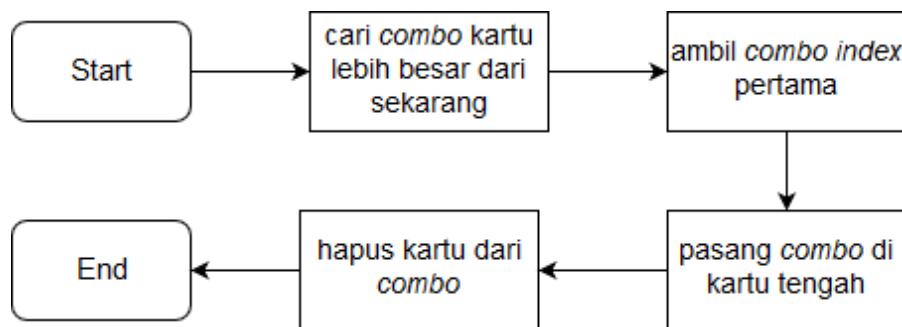 Start
cari combo kartu
lebih besar dari
sekarang
ambil combo index
pertama
pasang combo di
kartu tengah
hapus kartu dari
combo
End